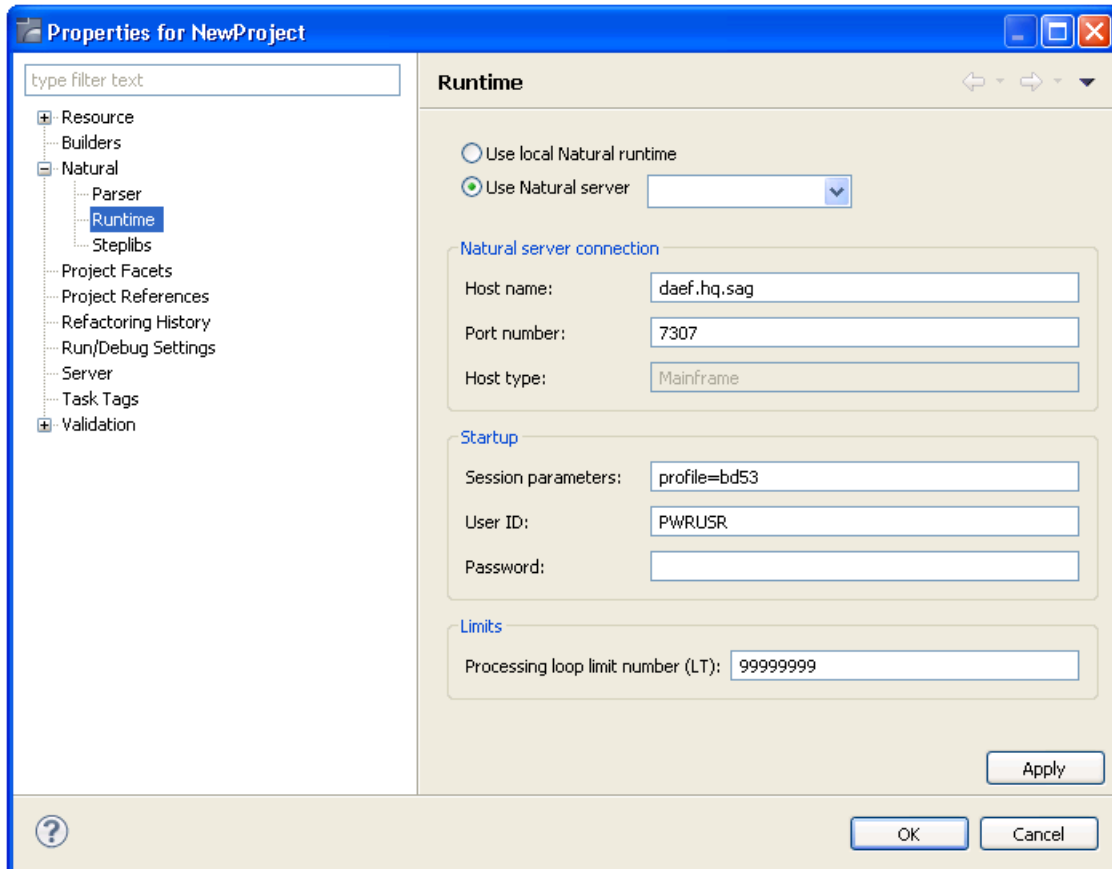 Properties for NewProject
type filter text
Resource
Builders
Natural
Parser
Runtime
Steplibs
Project Facets
Project References
Refactoring History
Run/Debug Settings
Server
Task Tags
Validation
Runtime
Use local Natural runtime
Use Natural server
Natural server connection
Host name: daef.hq.sag
Port number: 7307
Host type: Mainframe
Startup
Session parameters: profile=bd53
User ID: PWRUSR
Password:
Limits
Processing loop limit number (LT): 99999999
Apply
? OK Cancel